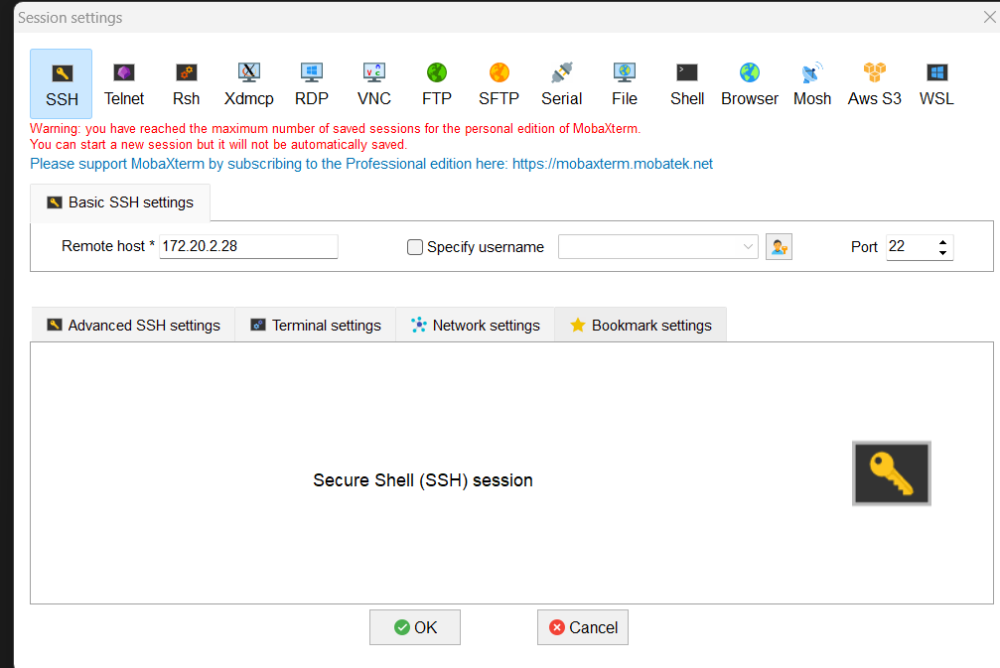 Session settings
SSH Telnet Rsh Xdmcp RDP VNC FTP SFTP Serial File Shell Browser Mosh Aws S3 WSL
Warning: you have reached the maximum number of saved sessions for the personal edition of MobaXterm.
You can start a new session but it will not be automatically saved.
Please support MobaXterm by subscribing to the Professional edition here: https://mobaxterm.mobatek.net
Basic SSH settings
Remote host * 172.20.2.28 Specify username Port 22
Advanced SSH settings Terminal settings Network settings Bookmark settings
Secure Shell (SSH) session
OK Cancel